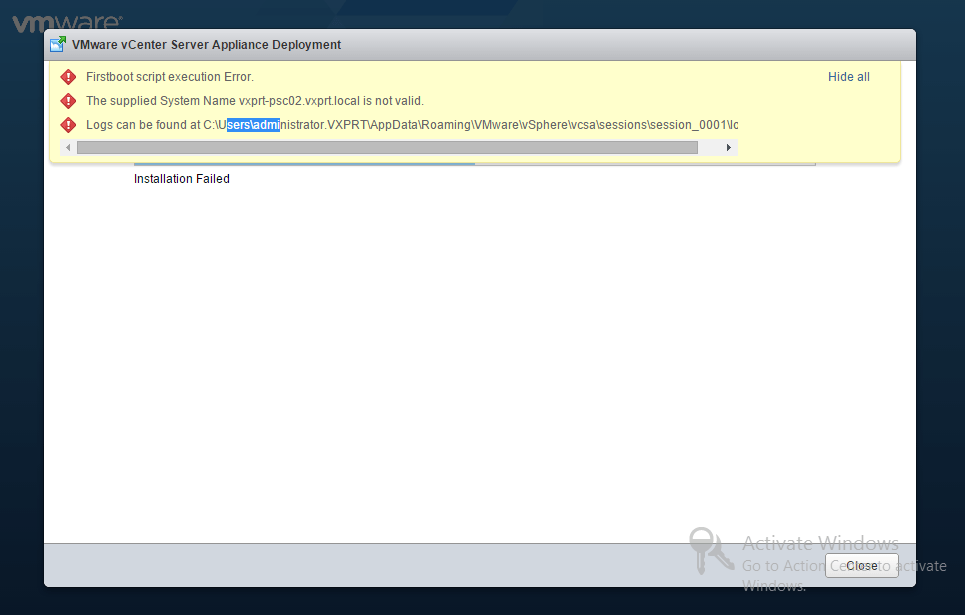 vmware®
VMware vCenter Server Appliance Deployment
Firstboot script execution Error.
Hide all
The supplied System Name vxprt-psc02.vxprt.local is not valid.
Logs can be found at C:\Users\administrator.VXPRT\AppData\Roaming\VMware\vSphere\vcsa\sessions\session_0001\lo
Installation Failed
Activate Windows
Go to Action Center to activate
Windows.
Close